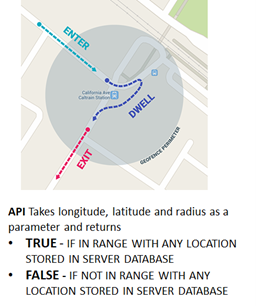 ENTER
California Ave
Caltrain Station
DWELL
EXIT
GEOFENCE PERIMETER
API Takes longitude, latitude and radius as a
parameter and returns
• TRUE - IF IN RANGE WITH ANY LOCATION
STORED IN SERVER DATABASE
• FALSE - IF NOT IN RANGE WITH ANY
LOCATION STORED IN SERVER DATABASE